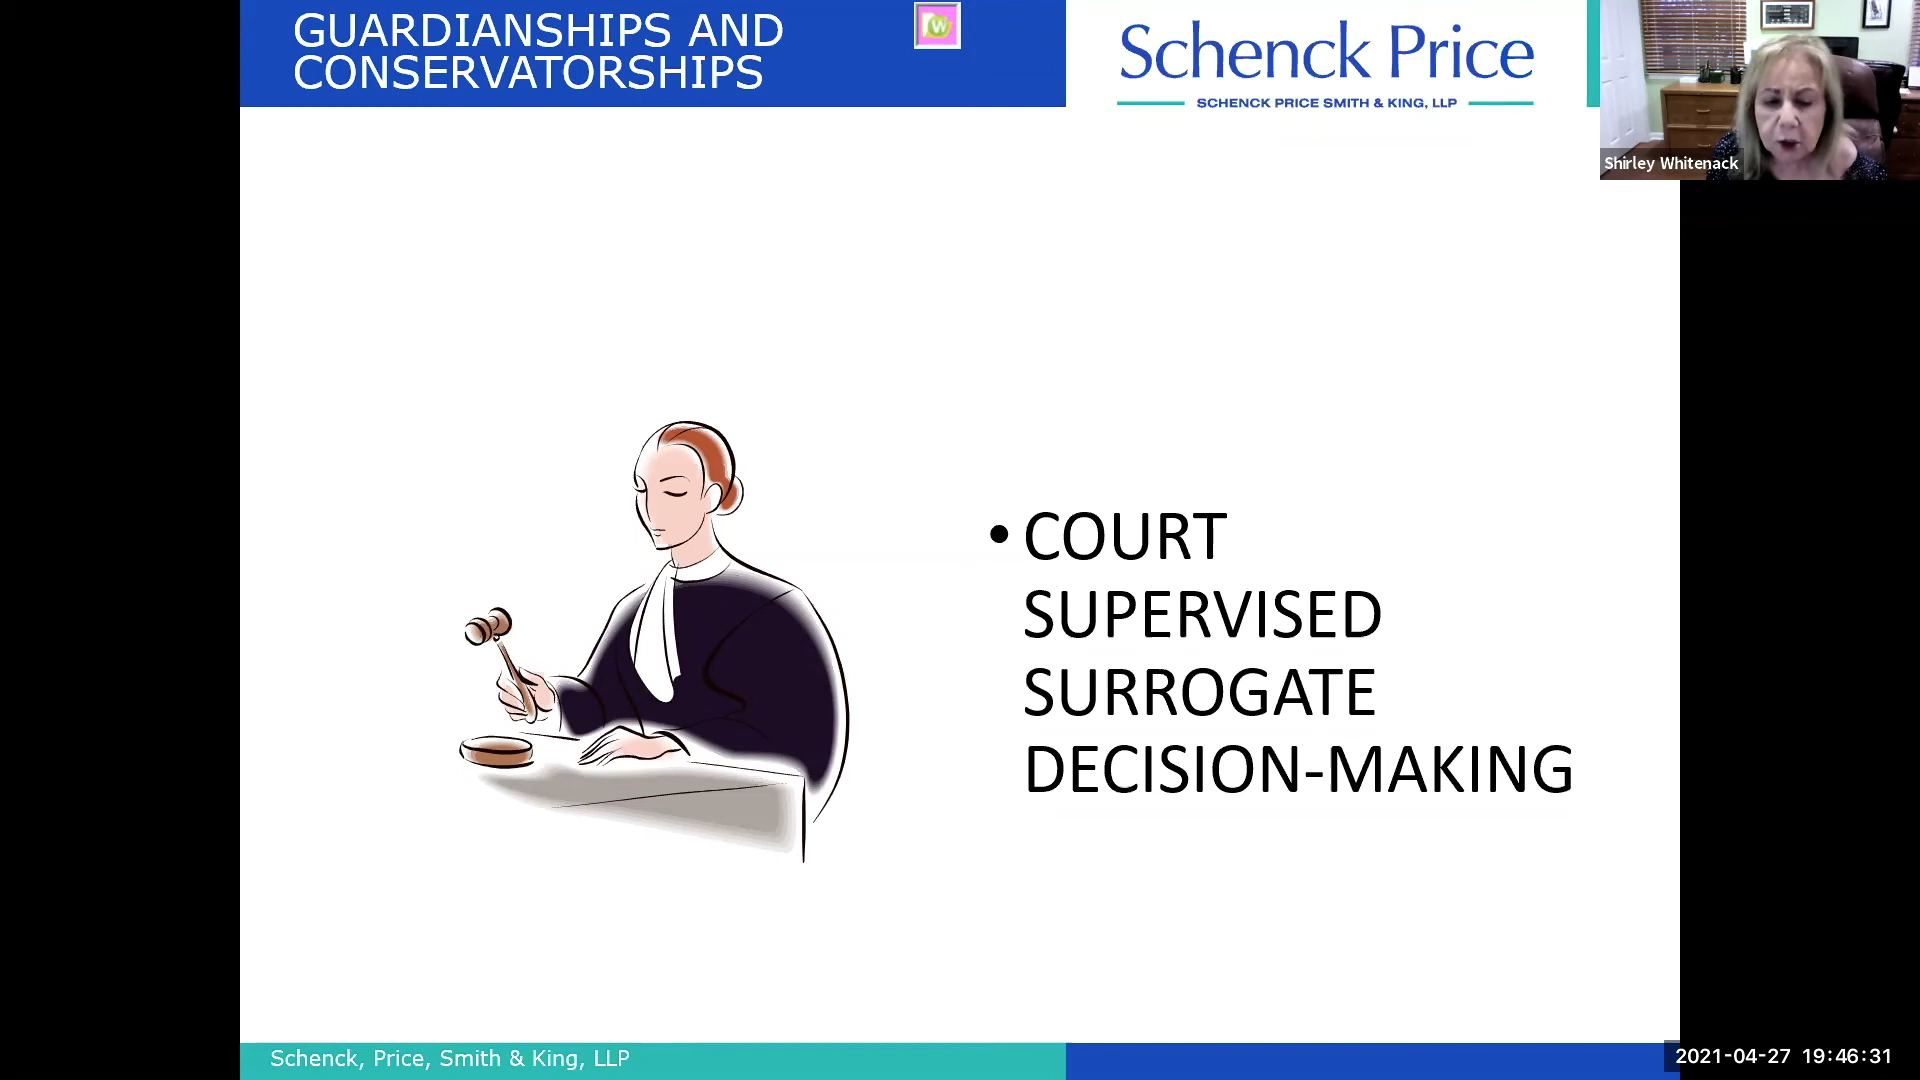 GUARDIANSHIPS AND
CONSERVATORSHIPS
W
Schenck Price
SCHENCK PRICE SMITH & KING, LLP
Shirley Whitenack
• COURT
SUPERVISED
SURROGATE
DECISION-MAKING
Schenck, Price, Smith & King, LLP
2021-04-27 19:46:31